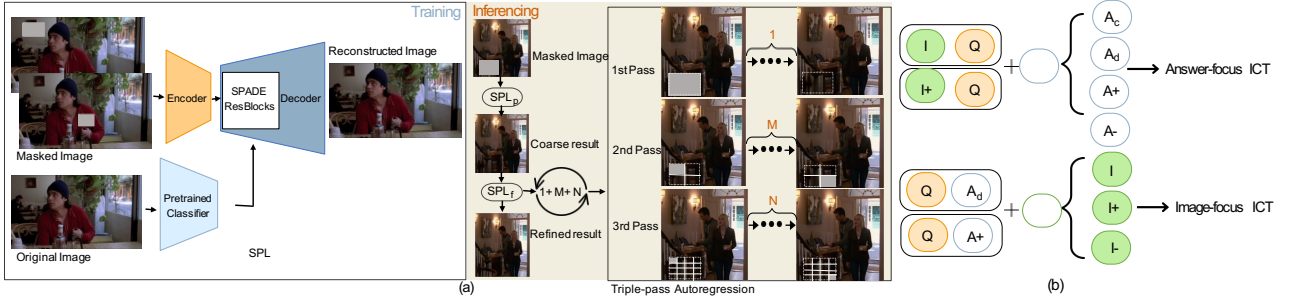 Training
Masked Image
Encoder
SPADE
ResBlocks
Decoder
Reconstructed Image
Original Image
Pretrained
Classifier
SPL
Inferencing
Masked Image
SPLp
Coarse result
SPLf
1+ M+ N
Refined result
1st Pass
1
2nd Pass
M
3rd Pass
N
Triple-pass Autoregression
(a)
I
Q
I+
Q
+
Ac
Ad
A+
A-
Answer-focus ICT
Q
Ad
Q
A+
+
I
I+
I-
Image-focus ICT
(b)